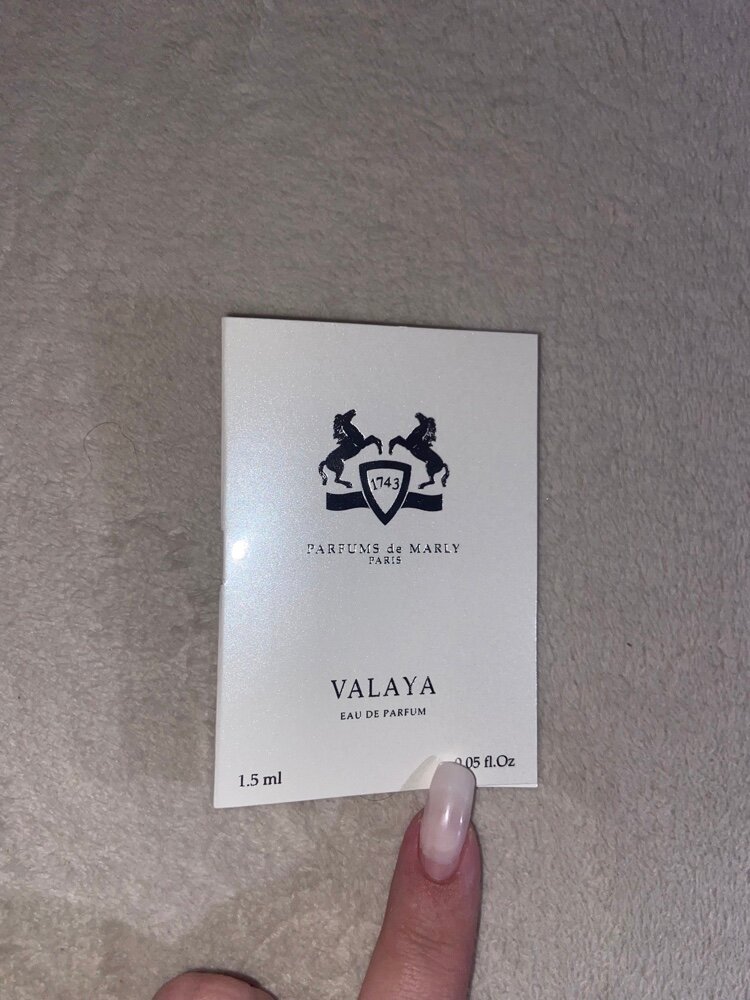 1743
PARFUMS de MARLY
PARIS
VALAYA
EAU DE PARFUM
1.5 ml
0.05 fl.Oz